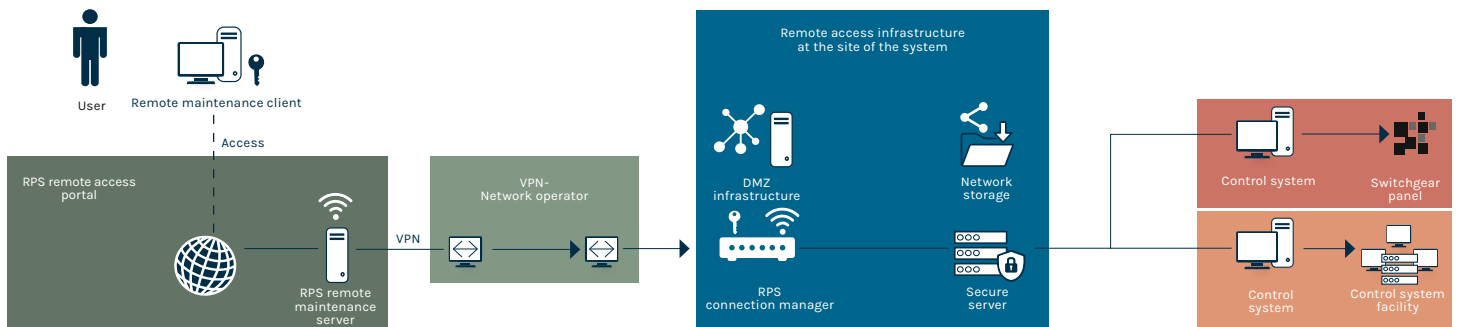 User
Remote maintenance client
Access
RPS remote access
portal
RPS remote
maintenance
server
VPN
VPN-
Network operator
Remote access infrastructure
at the site of the system
DMZ
infrastructure
Network
storage
RPS
connection manager
Secure
server
Control system
Switchgear
panel
Control
system
Control system
facility